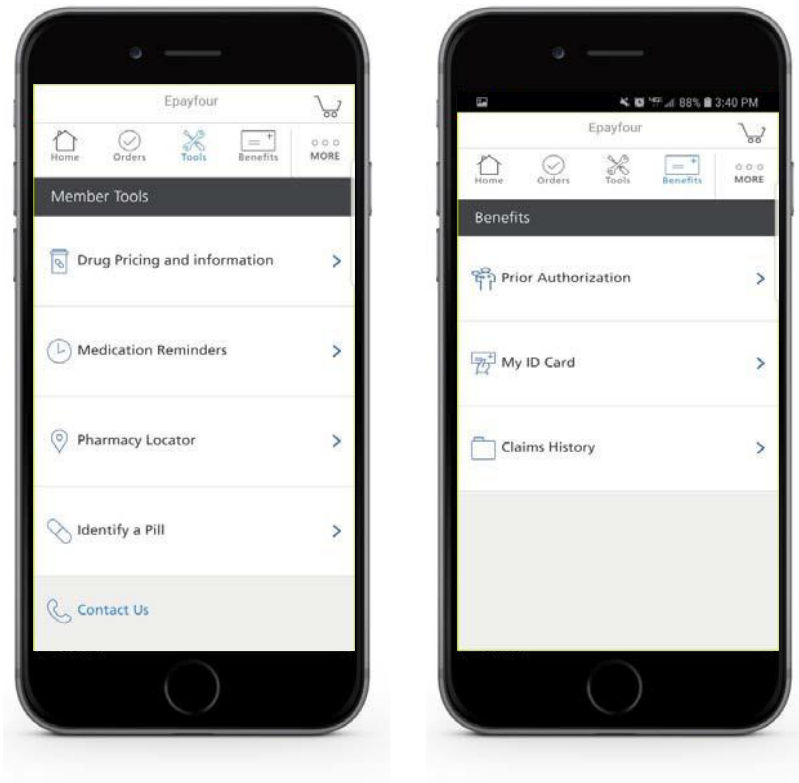 Epayfour
Home Orders Tools Benefits MORE
Member Tools
Drug Pricing and information
Medication Reminders
Pharmacy Locator
Identify a Pill
Contact Us
88% 3:40 PM
Epayfour
Home Orders Tools Benefits MORE
Benefits
Prior Authorization
My ID Card
Claims History